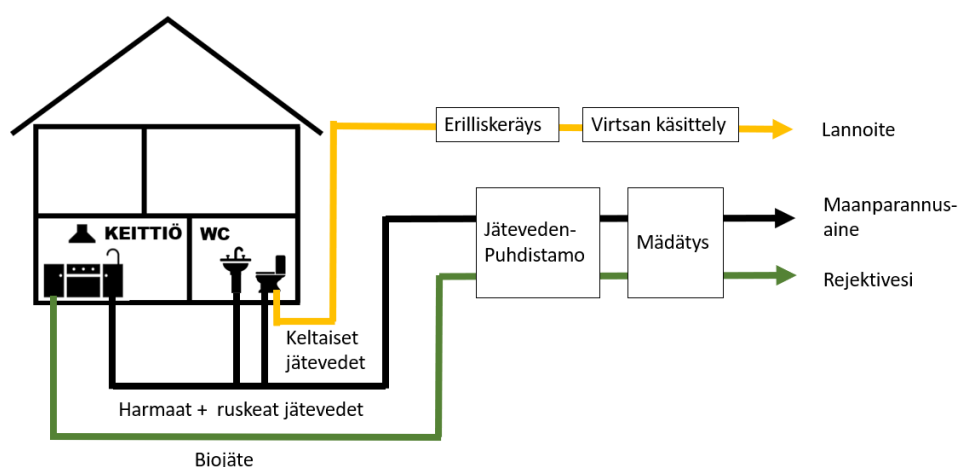 Erilliskeräys
Virtsan käsittely
Lannoite
KEITTIÖ
WC
Jäteveden-
Puhdistamo
Mädätys
Maanparannus-
aine
Rejektivesi
Keltaiset
jätevedet
Harmaat + ruskeat jätevedet
Biojäte